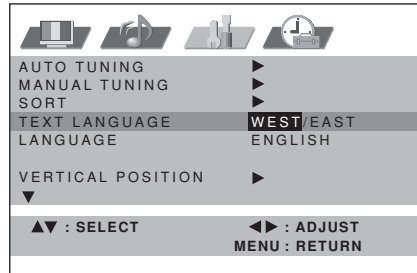 AUTO TUNING ▶
MANUAL TUNING ▶
SORT ▶
TEXT LANGUAGE WEST/EAST
LANGUAGE ENGLISH
VERTICAL POSITION ▶
▼
▲▼ : SELECT ◀▶ : ADJUST
MENU : RETURN